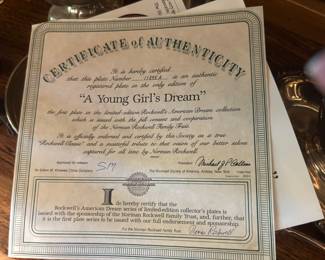 CERTIFICATE of AUTHENTICITY
It is hereby certified
that this plate Number is an authentic
registered plate in the only edition of
"A Young Girl's Dream"
the first plate in the limited edition Rockwell's American Dream collection
which is issued with the full consent and cooperation
of the Norman Rockwell Family Trust.
It is officially endorsed and certified by this Society as a true
"Rockwell Classic" and a masterful tribute to that vision of our better selves
captured for all time by Norman Rockwell.
President
The Rockwell Society of America, Ardsley, New York
I do hereby certify that the
Rockwell's American Dream series of limited-edition collector's plates is
issued with the sponsorship of the Norman Rockwell Family Trust, and, further, that
it is the first plate series to be issued with our full endorsement and sponsorship.
For the Norman Rockwell Family Trust